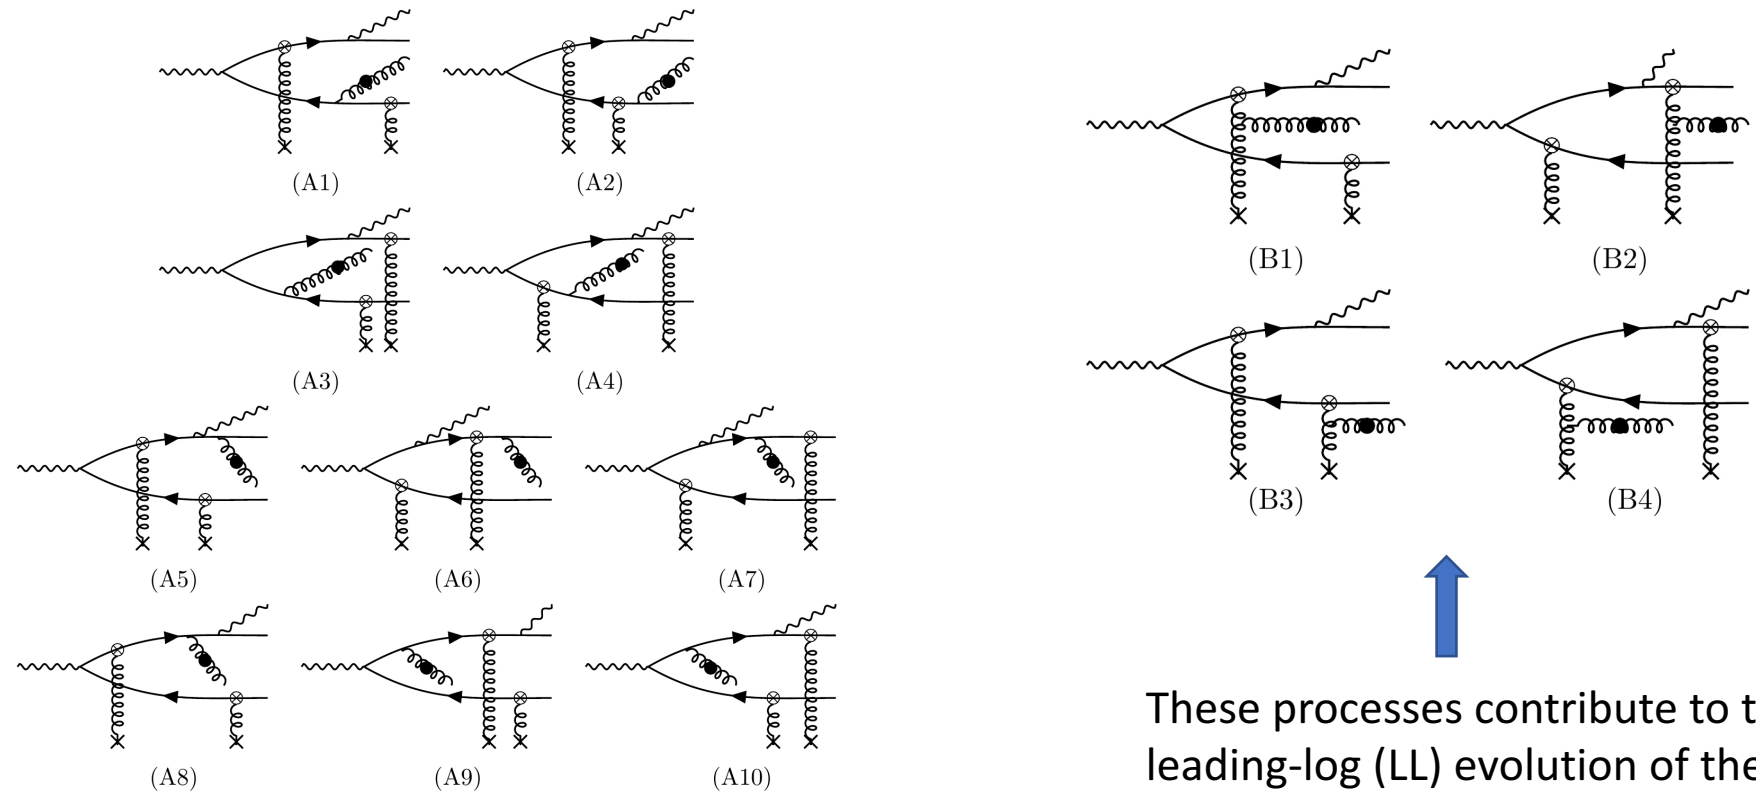 (A1)
(A2)
(A3)
(A4)
(A5)
(A6)
(A7)
(A8)
(A9)
(A10)
(B1)
(B2)
(B3)
(B4)
These processes contribute to
leading-log (LL) evolution of the